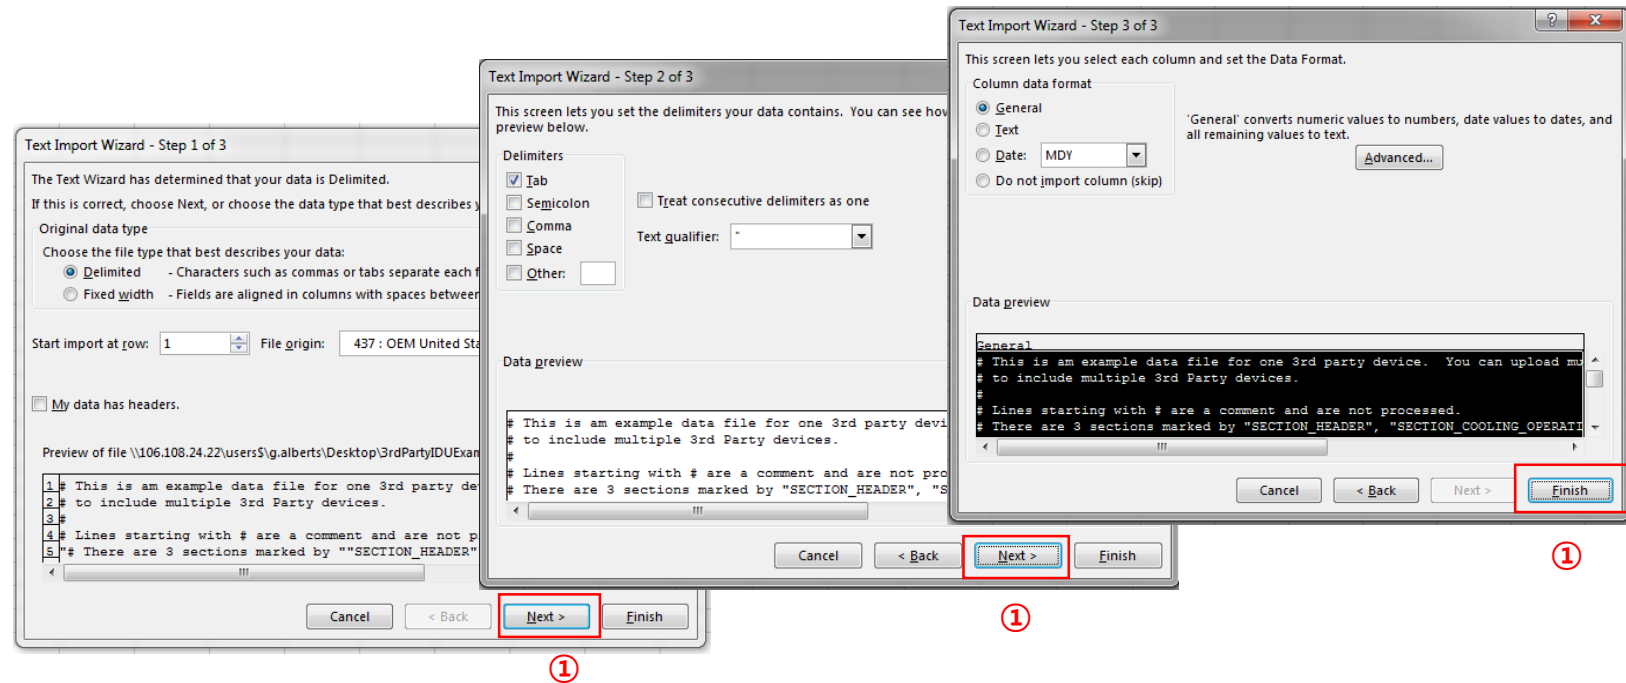 Text Import Wizard - Step 1 of 3
The Text Wizard has determined that your data is Delimited.
If this is correct, choose Next, or choose the data type that best describes
Original data type
Choose the file type that best describes your data:
Delimited - Characters such as commas or tabs separate each f
Fixed width - Fields are aligned in columns with spaces between
Start import at row: 1 File origin: 437 : OEM United Sta
My data has headers.
Preview of file \\106.108.24.22\users$\g.alberts\Desktop\3rdPartyIDUExam
1 # This is am example data file for one 3rd party de
2 # to include multiple 3rd Party devices.
3 #
4 # Lines starting with # are a comment and are not p
5 "# There are 3 sections marked by ""SECTION_HEADER"
Cancel < Back Next > Finish
①
Text Import Wizard - Step 2 of 3
This screen lets you set the delimiters your data contains. You can see how
preview below.
Delimiters
Tab
Semicolon
Comma
Space
Other:
Treat consecutive delimiters as one
Text qualifier: "
Data preview
# This is am example data file for one 3rd party devi
# to include multiple 3rd Party devices.
#
# Lines starting with # are a comment and are not pro
# There are 3 sections marked by "SECTION_HEADER", "S
Cancel < Back Next > Finish
①
Text Import Wizard - Step 3 of 3
This screen lets you select each column and set the Data Format.
Column data format
General
Text
Date: MDY
Do not import column (skip)
'General' converts numeric values to numbers, date values to dates, and
all remaining values to text.
Advanced...
Data preview
General
# This is am example data file for one 3rd party device. You can upload mu
# to include multiple 3rd Party devices.
#
# Lines starting with # are a comment and are not processed.
# There are 3 sections marked by "SECTION_HEADER", "SECTION_COOLING_OPERATI
Cancel < Back Next > Finish
①